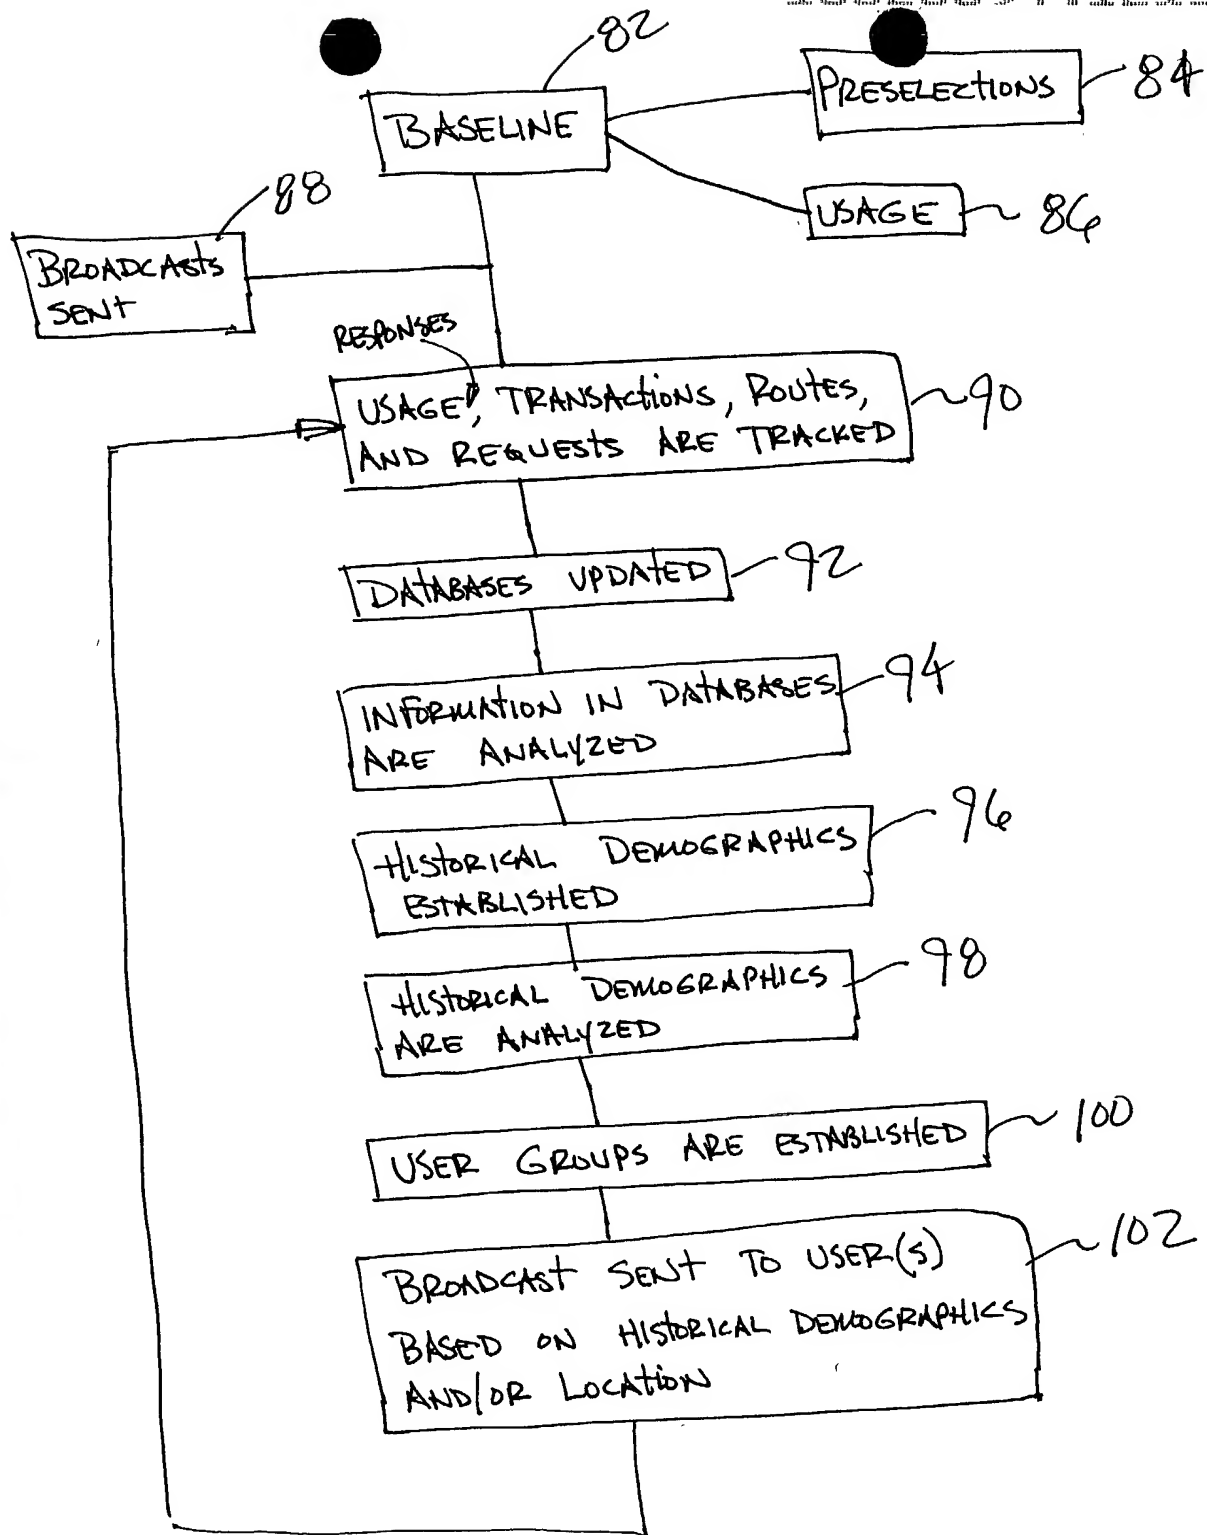 82
BASELINE
PRESELECTIONS
84
USAGE
86
88
BROADCASTS
SENT
RESPONSES
USAGE, TRANSACTIONS, ROUTES,
AND REQUESTS ARE TRACKED
90
DATABASES UPDATED
92
INFORMATION IN DATABASES
ARE ANALYZED
94
HISTORICAL DEMOGRAPHICS
ESTABLISHED
96
HISTORICAL DEMOGRAPHICS
ARE ANALYZED
98
USER GROUPS ARE ESTABLISHED
100
BROADCAST SENT TO USER(S)
BASED ON HISTORICAL DEMOGRAPHICS
AND/OR LOCATION
102